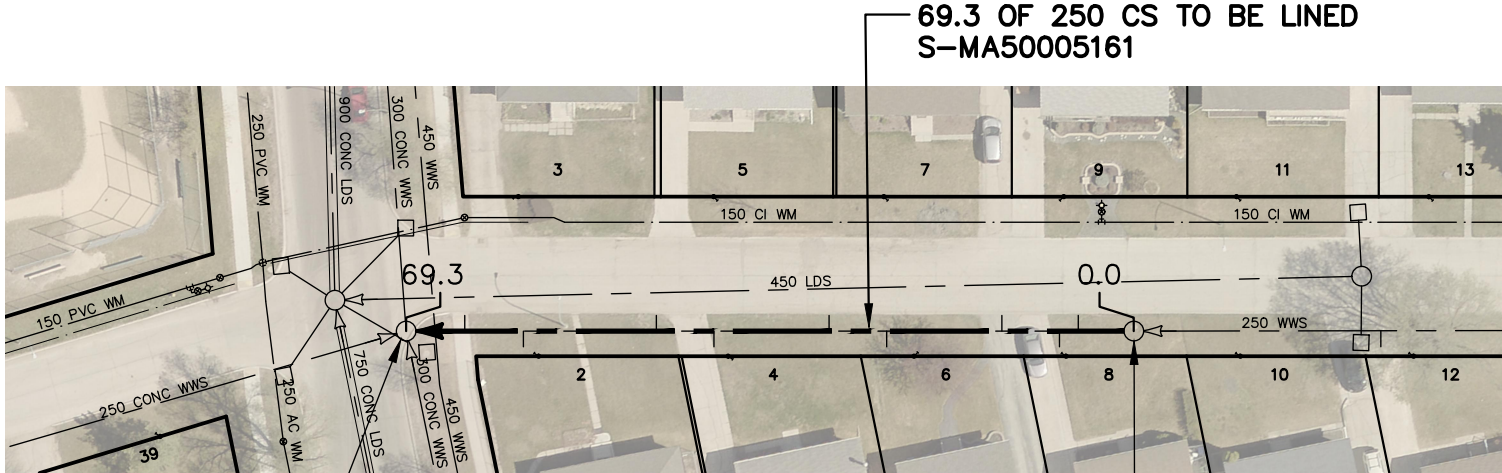 69.3 OF 250 CS TO BE LINED
S-MA50005161
250 PVC WM
900 CONC LDS
300 CONC WWS
450 WWS
3
5
7
9
11
13
150 CI WM
150 CI WM
69.3
450 LDS
0.0
150 PVC WM
250 WWS
250 CONC WWS
250 AC WM
750 CONC LDS
300 CONC WWS
450 WWS
2
4
6
8
10
12
39